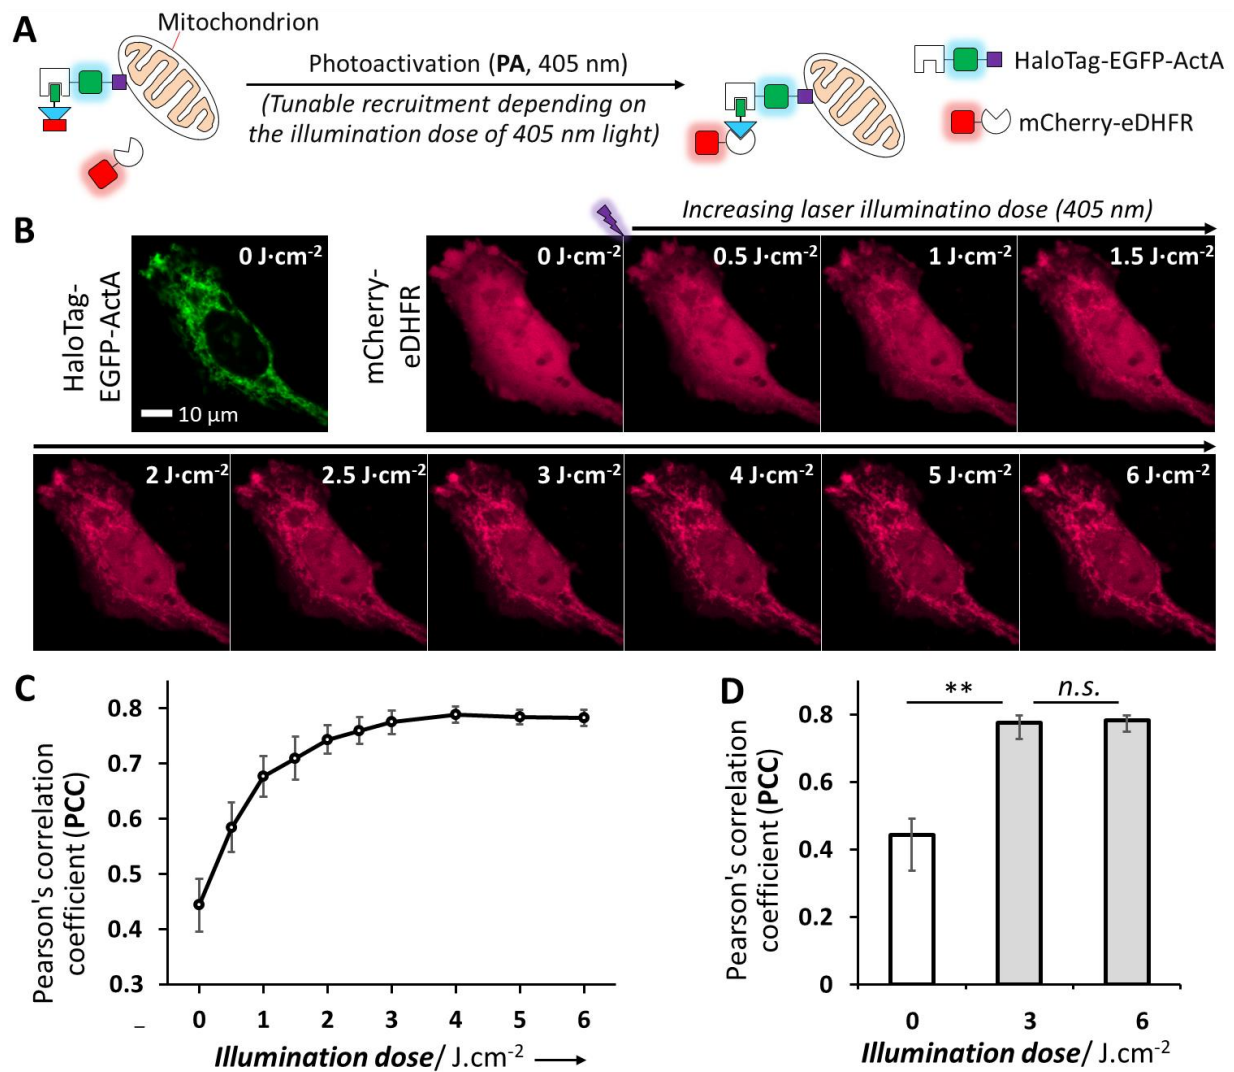 A
Mitochondrion
Photoactivation (PA, 405 nm)
(Tunable recruitment depending on
the illumination dose of 405 nm light)
HaloTag-EGFP-ActA
mCherry-eDHFR
B
Increasing laser illuminatino dose (405 nm)
HaloTag-
EGFP-ActA
0 J·cm-2
10 μm
mCherry-
eDHFR
0 J·cm-2
0.5 J·cm-2
1 J·cm-2
1.5 J·cm-2
2 J·cm-2
2.5 J·cm-2
3 J·cm-2
4 J·cm-2
5 J·cm-2
6 J·cm-2
C
Pearson's correlation
coefficient (PCC)
0.8
0.7
0.6
0.5
0.4
0.3
_
0 1 2 3 4 5 6
Illumination dose/ J.cm-2
D
Pearson's correlation
coefficient (PCC)
** n.s.
0.8
0.6
0.4
0.2
0
0 3 6
Illumination dose/ J.cm-2